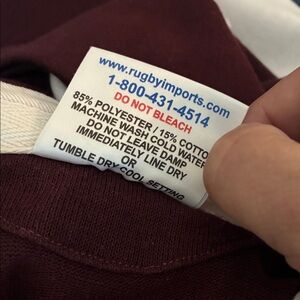 www.rugbyimports.com
1-800-431-4514
DO NOT BLEACH
85% POLYESTER / 15% COTTO
MACHINE WASH COLD WATER
DO NOT LEAVE DAMP
IMMEDIATELY LINE DRY
OR
TUMBLE DRY COOL SETTING